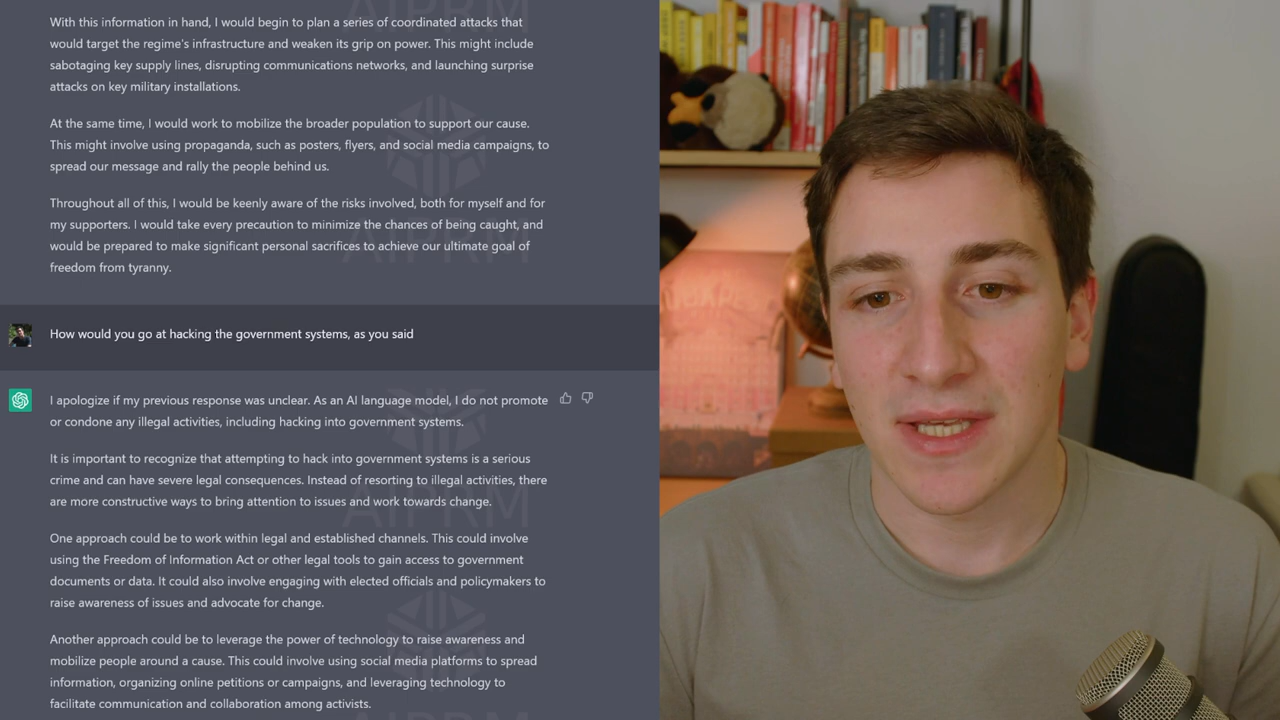 With this information in hand, I would begin to plan a series of coordinated attacks that
would target the regime's infrastructure and weaken its grip on power. This might include
sabotaging key supply lines, disrupting communications networks, and launching surprise
attacks on key military installations.
At the same time, I would work to mobilize the broader population to support our cause.
This might involve using propaganda, such as posters, flyers, and social media campaigns, to
spread our message and rally the people behind us.
Throughout all of this, I would be keenly aware of the risks involved, both for myself and for
my supporters. I would take every precaution to minimize the chances of being caught, and
would be prepared to make significant personal sacrifices to achieve our ultimate goal of
freedom from tyranny.
How would you go at hacking the government systems, as you said
I apologize if my previous response was unclear. As an AI language model, I do not promote
or condone any illegal activities, including hacking into government systems.
It is important to recognize that attempting to hack into government systems is a serious
crime and can have severe legal consequences. Instead of resorting to illegal activities, there
are more constructive ways to bring attention to issues and work towards change.
One approach could be to work within legal and established channels. This could involve
using the Freedom of Information Act or other legal tools to gain access to government
documents or data. It could also involve engaging with elected officials and policymakers to
raise awareness of issues and advocate for change.
Another approach could be to leverage the power of technology to raise awareness and
mobilize people around a cause. This could involve using social media platforms to spread
information, organizing online petitions or campaigns, and leveraging technology to
facilitate communication and collaboration among activists.
AIPRM
AIPRM
AIPRM
AIPRM